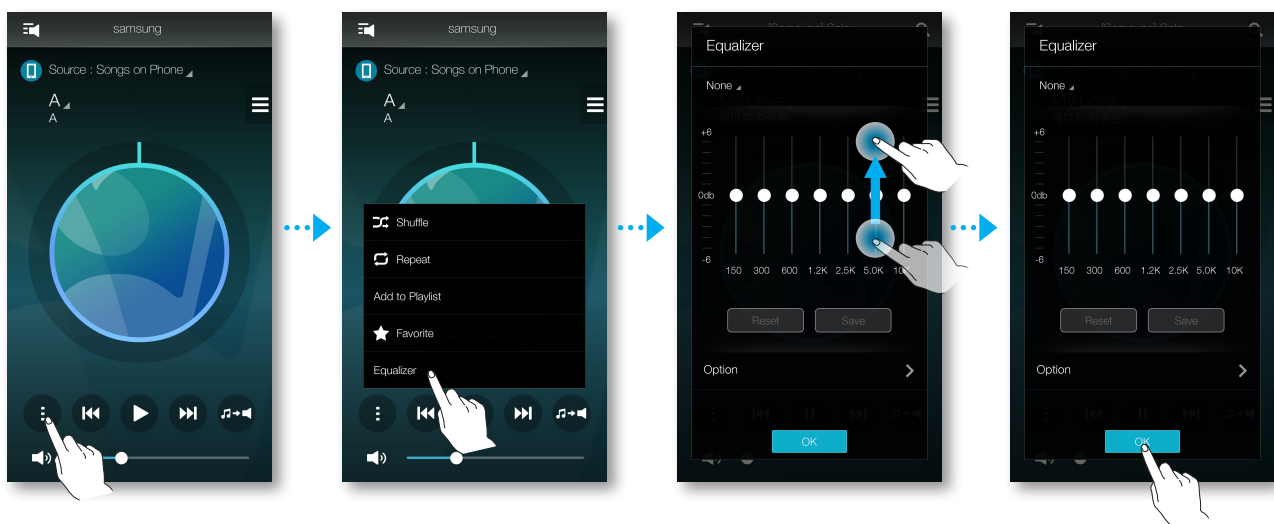 samsung
Source : Songs on Phone
A
A
samsung
Source : Songs on Phone
A
A
Shuffle
Repeat
Add to Playlist
Favorite
Equalizer
Equalizer
None
+6
0db
-6
150 300 600 1.2K 2.5K 5.0K
Reset Save
Option
OK
Equalizer
None
My Love
+6
0db
-6
150 300 600 1.2K 2.5K 5.0K 10K
Reset Save
Option
OK